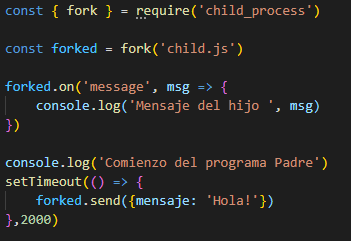 const { fork } = require('child_process')
const forked = fork('child.js')
forked.on('message', msg => {
    console.log('Mensaje del hijo ', msg)
})
console.log('Comienzo del programa Padre')
setTimeout(() => {
    forked.send({mensaje: 'Hola!'})
},2000)